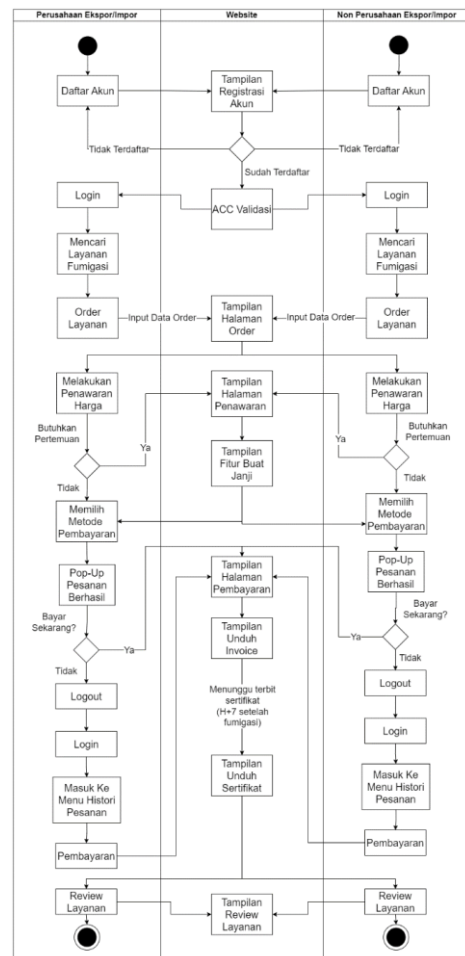 Perusahaan Ekspor/Impor
Website
Non Perusahaan Ekspor/Impor
Daftar Akun
Tampilan
Registrasi
Akun
Daftar Akun
Tidak Terdaftar
Tidak Terdaftar
Sudah Terdaftar
Login
ACC Validasi
Login
Mencari
Layanan
Fumigasi
Mencari
Layanan
Fumigasi
Order
Layanan
Input Data Order
Tampilan
Halaman
Order
Input Data Order
Order
Layanan
Melakukan
Penawaran
Harga
Tampilan
Halaman
Penawaran
Melakukan
Penawaran
Harga
Butuhkan
Pertemuan
Ya
Ya
Butuhkan
Pertemuan
Tidak
Tampilan
Fitur Buat
Janji
Tidak
Memilih
Metode
Pembayaran
Memilih
Metode
Pembayaran
Pop-Up
Pesanan
Berhasil
Tampilan
Halaman
Pembayaran
Pop-Up
Pesanan
Berhasil
Bayar
Sekarang?
Ya
Tampilan
Unduh
Invoice
Ya
Bayar
Sekarang?
Tidak
Tidak
Menunggu terbit
sertifikat
(H+7 setelah
fumigasi)
Logout
Logout
Login
Login
Tampilan
Unduh
Sertifikat
Masuk Ke
Menu Histori
Pesanan
Masuk Ke
Menu Histori
Pesanan
Pembayaran
Pembayaran
Review
Layanan
Tampilan
Review
Layanan
Review
Layanan